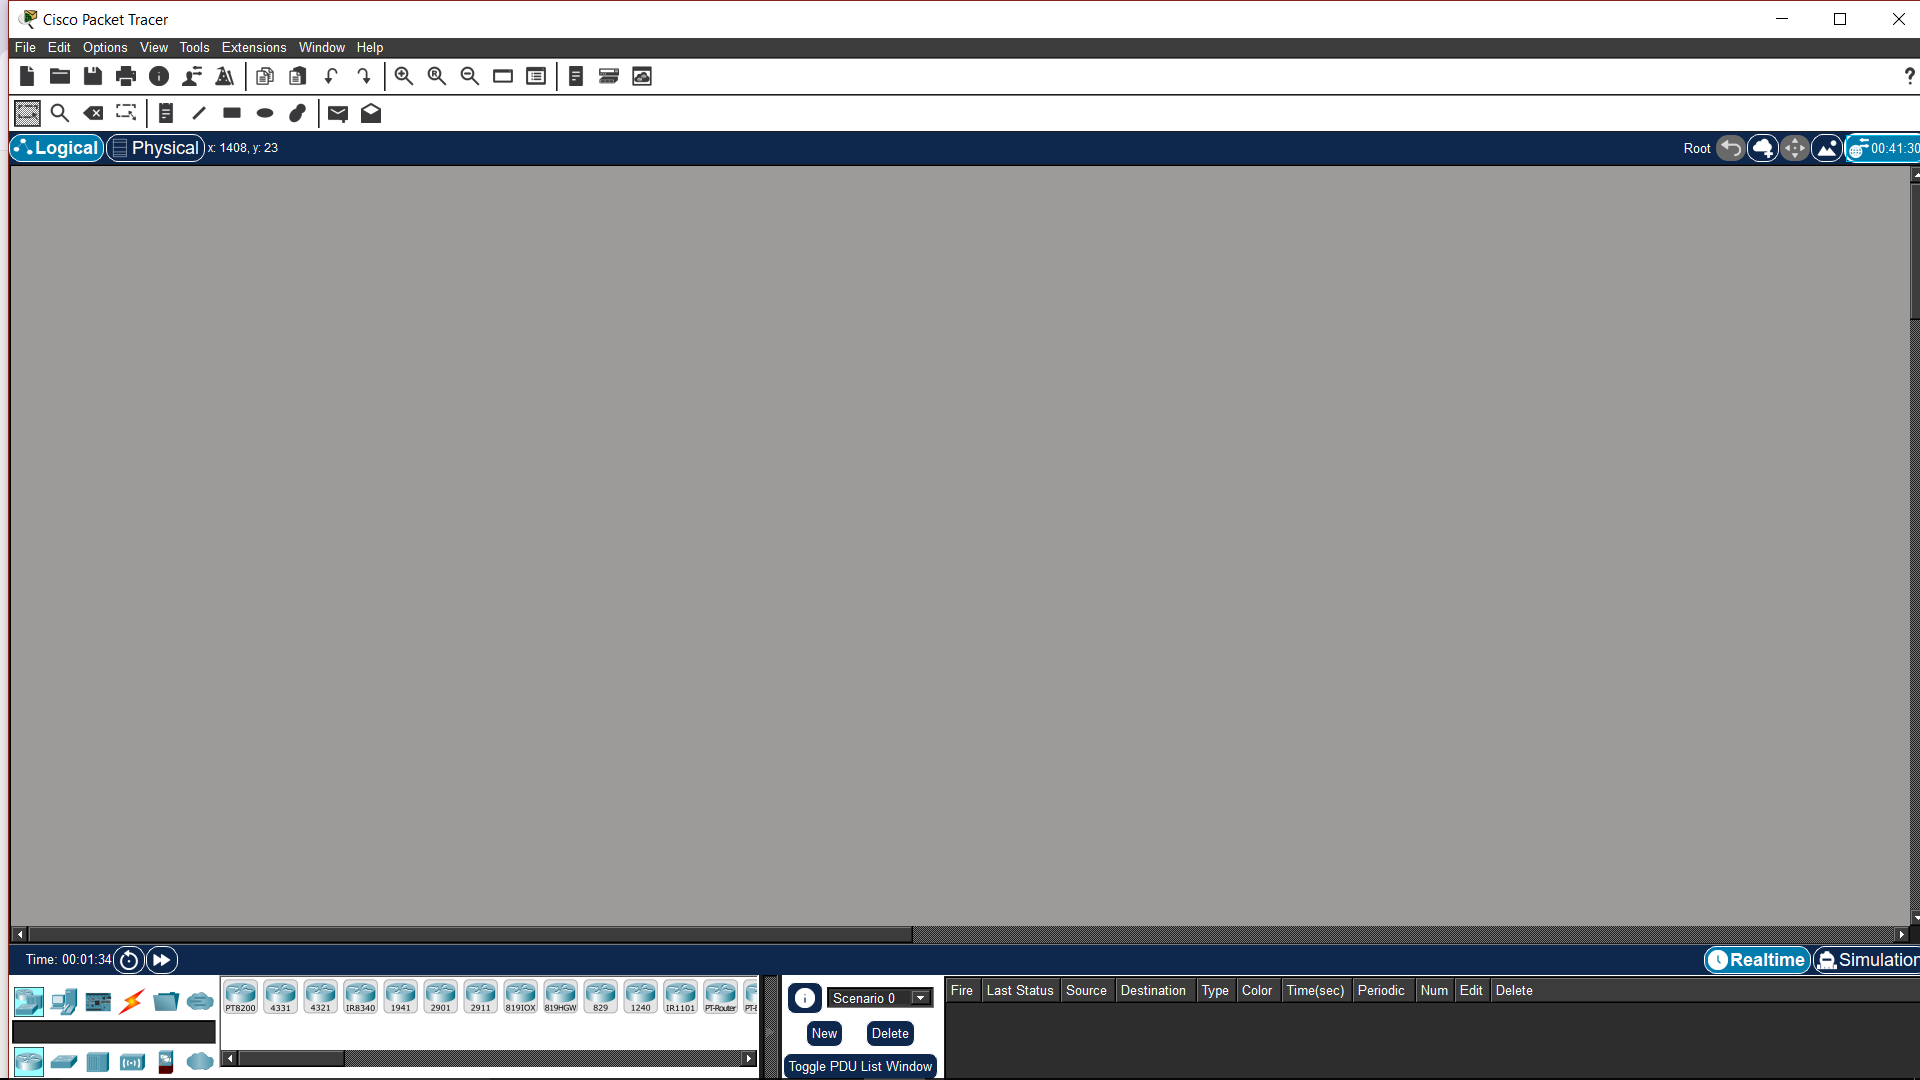 Cisco Packet Tracer
File Edit Options View Tools Extensions Window Help
?
Logical Physical x: 1408, y: 23 Root 00:41:30
Time: 00:01:34 Realtime Simulation
PT8200 4331 4321 IR8340 1941 2901 2911 819IOX 819HGW 829 1240 IR1101 PT-Router
Scenario 0
New Delete
Toggle PDU List Window
Fire Last Status Source Destination Type Color Time(sec) Periodic Num Edit Delete